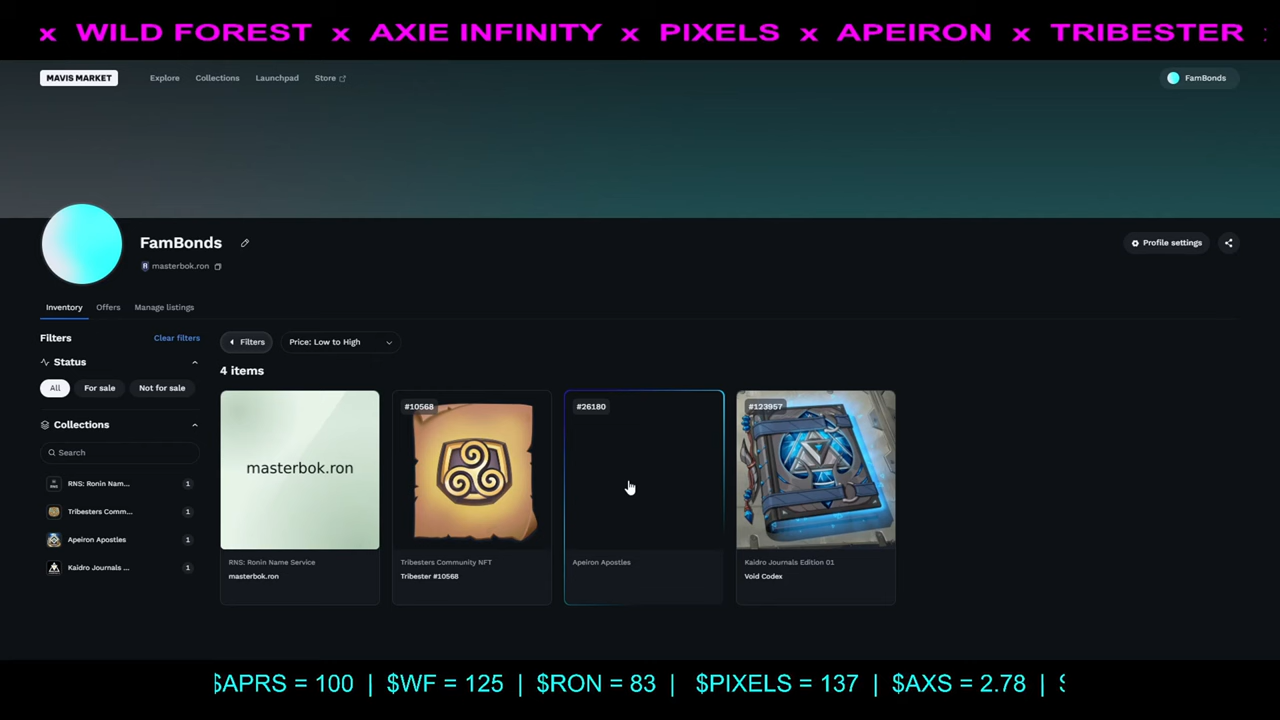 x WILD FOREST x AXIE INFINITY x PIXELS x APEIRON x TRIBESTER
MAVIS MARKET Explore Collections Launchpad Store FamBonds
FamBonds
masterbok.ron
Profile settings
Inventory Offers Manage listings
Filters Clear filters
Filters Price: Low to High
Status
4 items
All For sale Not for sale
#10568 #26180 #123957
Collections
Search
masterbok.ron
RNS: Ronin Nam... 1
Tribesters Comm... 1
Apeiron Apostles 1
Kaidro Journals ... 1
RNS: Ronin Name Service Tribesters Community NFT Apeiron Apostles Kaidro Journals Edition 01
masterbok.ron Tribester #10568 Void Codex
$APRS = 100 | $WF = 125 | $RON = 83 | $PIXELS = 137 | $AXS = 2.78 |